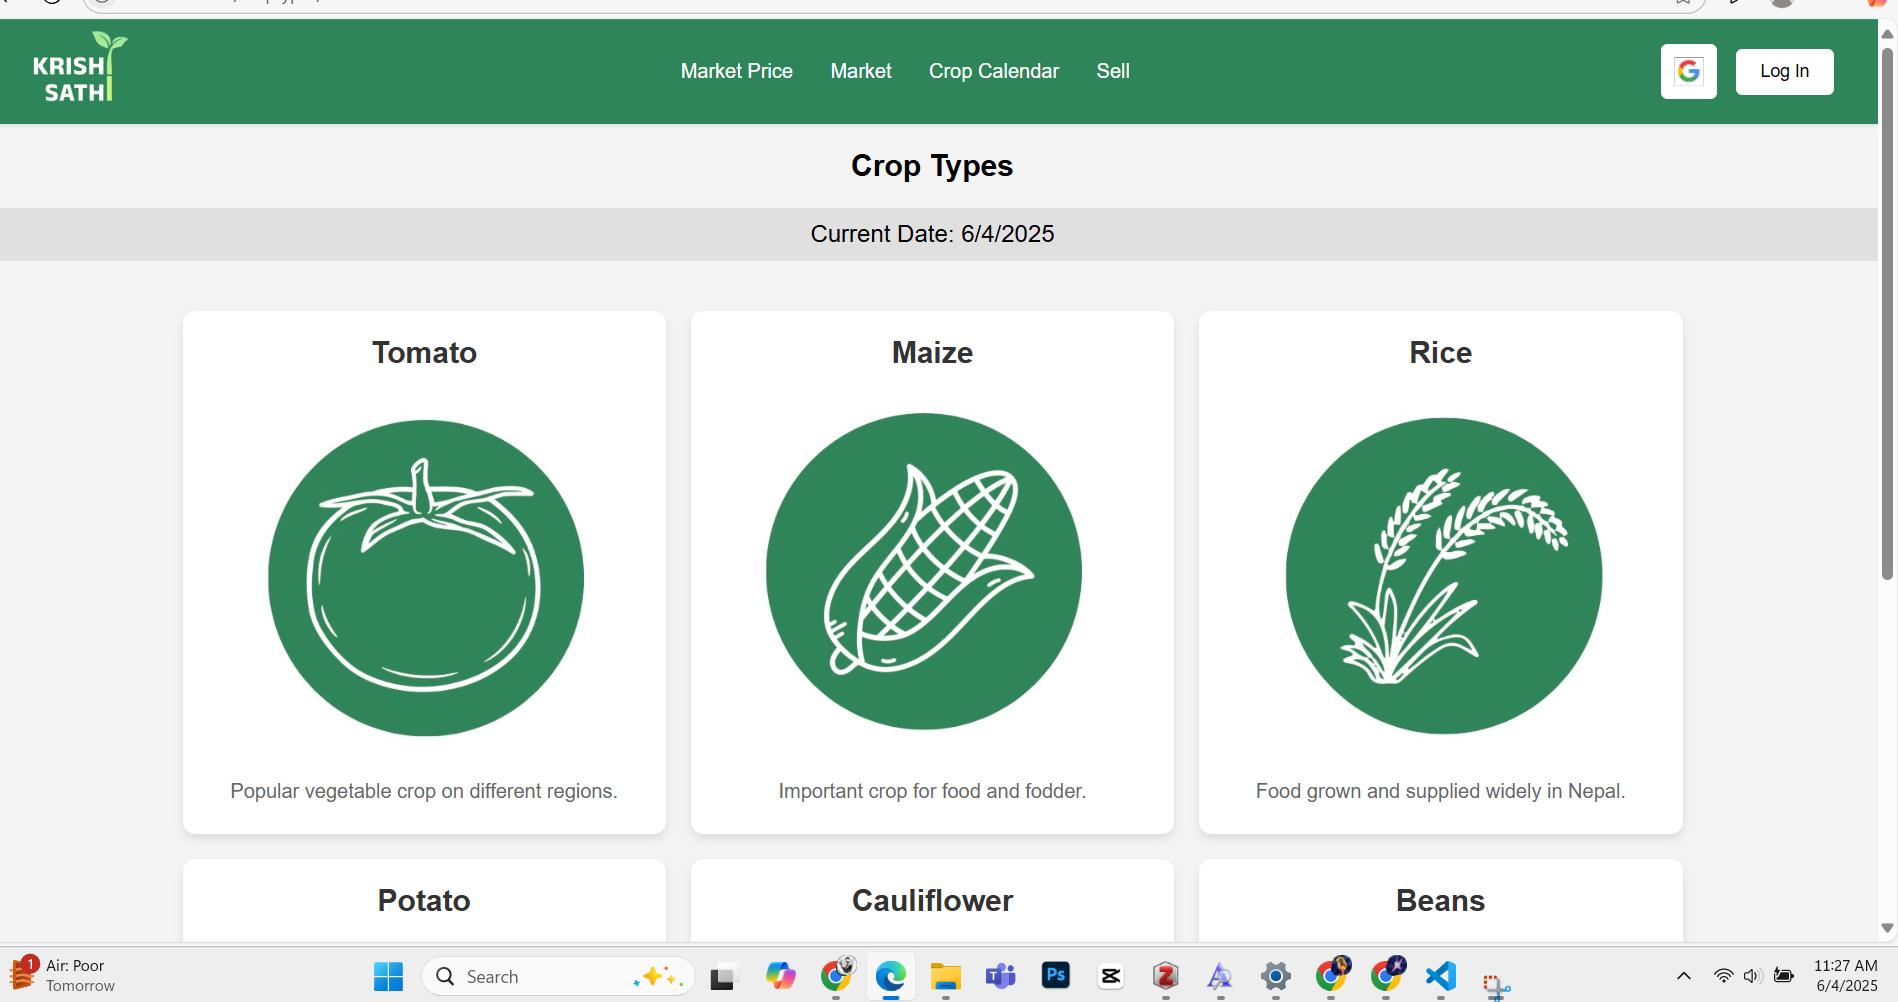 KRISHI
SATHI
Market Price
Market
Crop Calendar
Sell
Log In
Crop Types
Current Date: 6/4/2025
Tomato
Maize
Rice
Popular vegetable crop on different regions.
Important crop for food and fodder.
Food grown and supplied widely in Nepal.
Potato
Cauliflower
Beans
1
Air: Poor
Tomorrow
Search
Ps
11:27 AM
6/4/2025